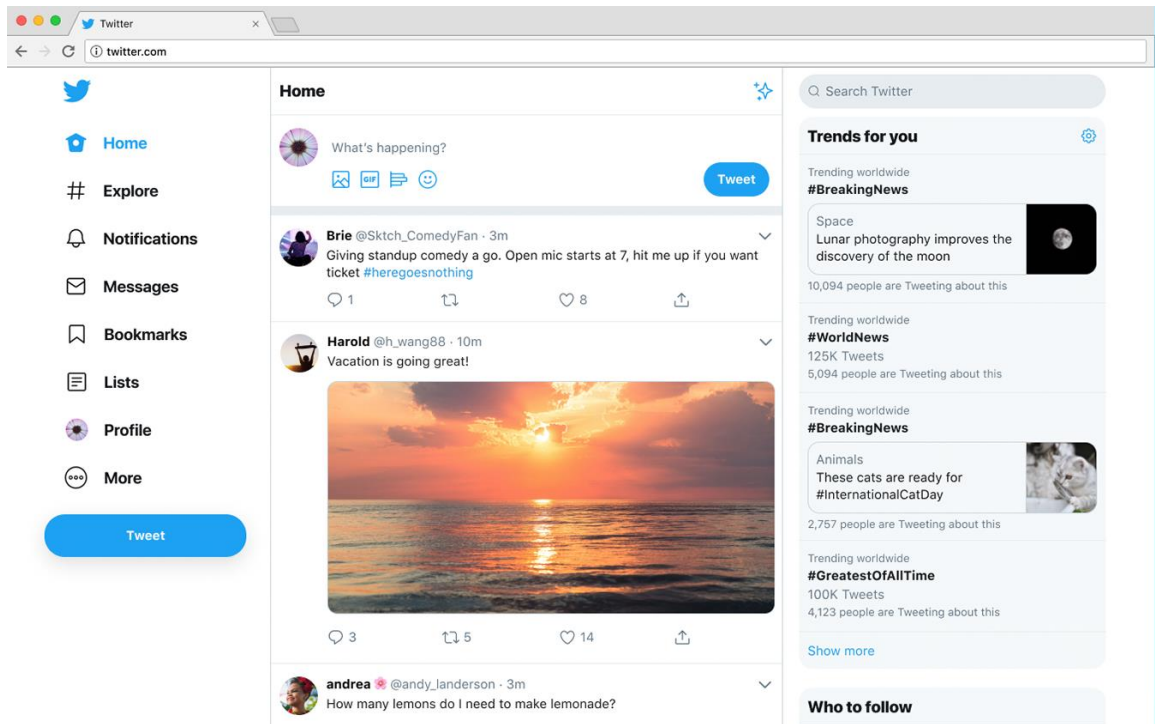 Twitter
twitter.com
Home
Explore
Notifications
Messages
Bookmarks
Lists
Profile
More
Tweet
Home
What's happening?
GIF
Tweet
Brie @Sktch_ComedyFan · 3m
Giving standup comedy a go. Open mic starts at 7, hit me up if you want
ticket #heregoesnothing
1 8
Harold @h_wang88 · 10m
Vacation is going great!
3 5 14
andrea 🌸 @andy_landerson · 3m
How many lemons do I need to make lemonade?
Search Twitter
Trends for you
Trending worldwide
#BreakingNews
Space
Lunar photography improves the
discovery of the moon
10,094 people are Tweeting about this
Trending worldwide
#WorldNews
125K Tweets
5,094 people are Tweeting about this
Trending worldwide
#BreakingNews
Animals
These cats are ready for
#InternationalCatDay
2,757 people are Tweeting about this
Trending worldwide
#GreatestOfAllTime
100K Tweets
4,123 people are Tweeting about this
Show more
Who to follow